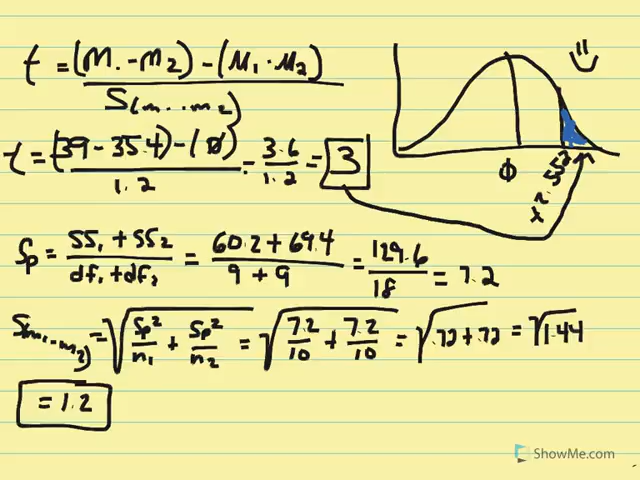 t = (M₁ - M₂) - (μ₁ - μ₂) / S(m₁ - m₂)
t = (39 - 35.4) - (0) / 1.2 = 3.6 / 1.2 = 3
0 +2.552
Sp = SS₁ + SS₂ / df₁ + df₂ = 60.2 + 69.4 / 9 + 9 = 129.6 / 18 = 7.2
S(m₁ - m₂) = √(Sp² / n₁ + Sp² / n₂) = √(7.2 / 10 + 7.2 / 10) = √.72 + .72 = √1.44
= 1.2
ShowMe.com